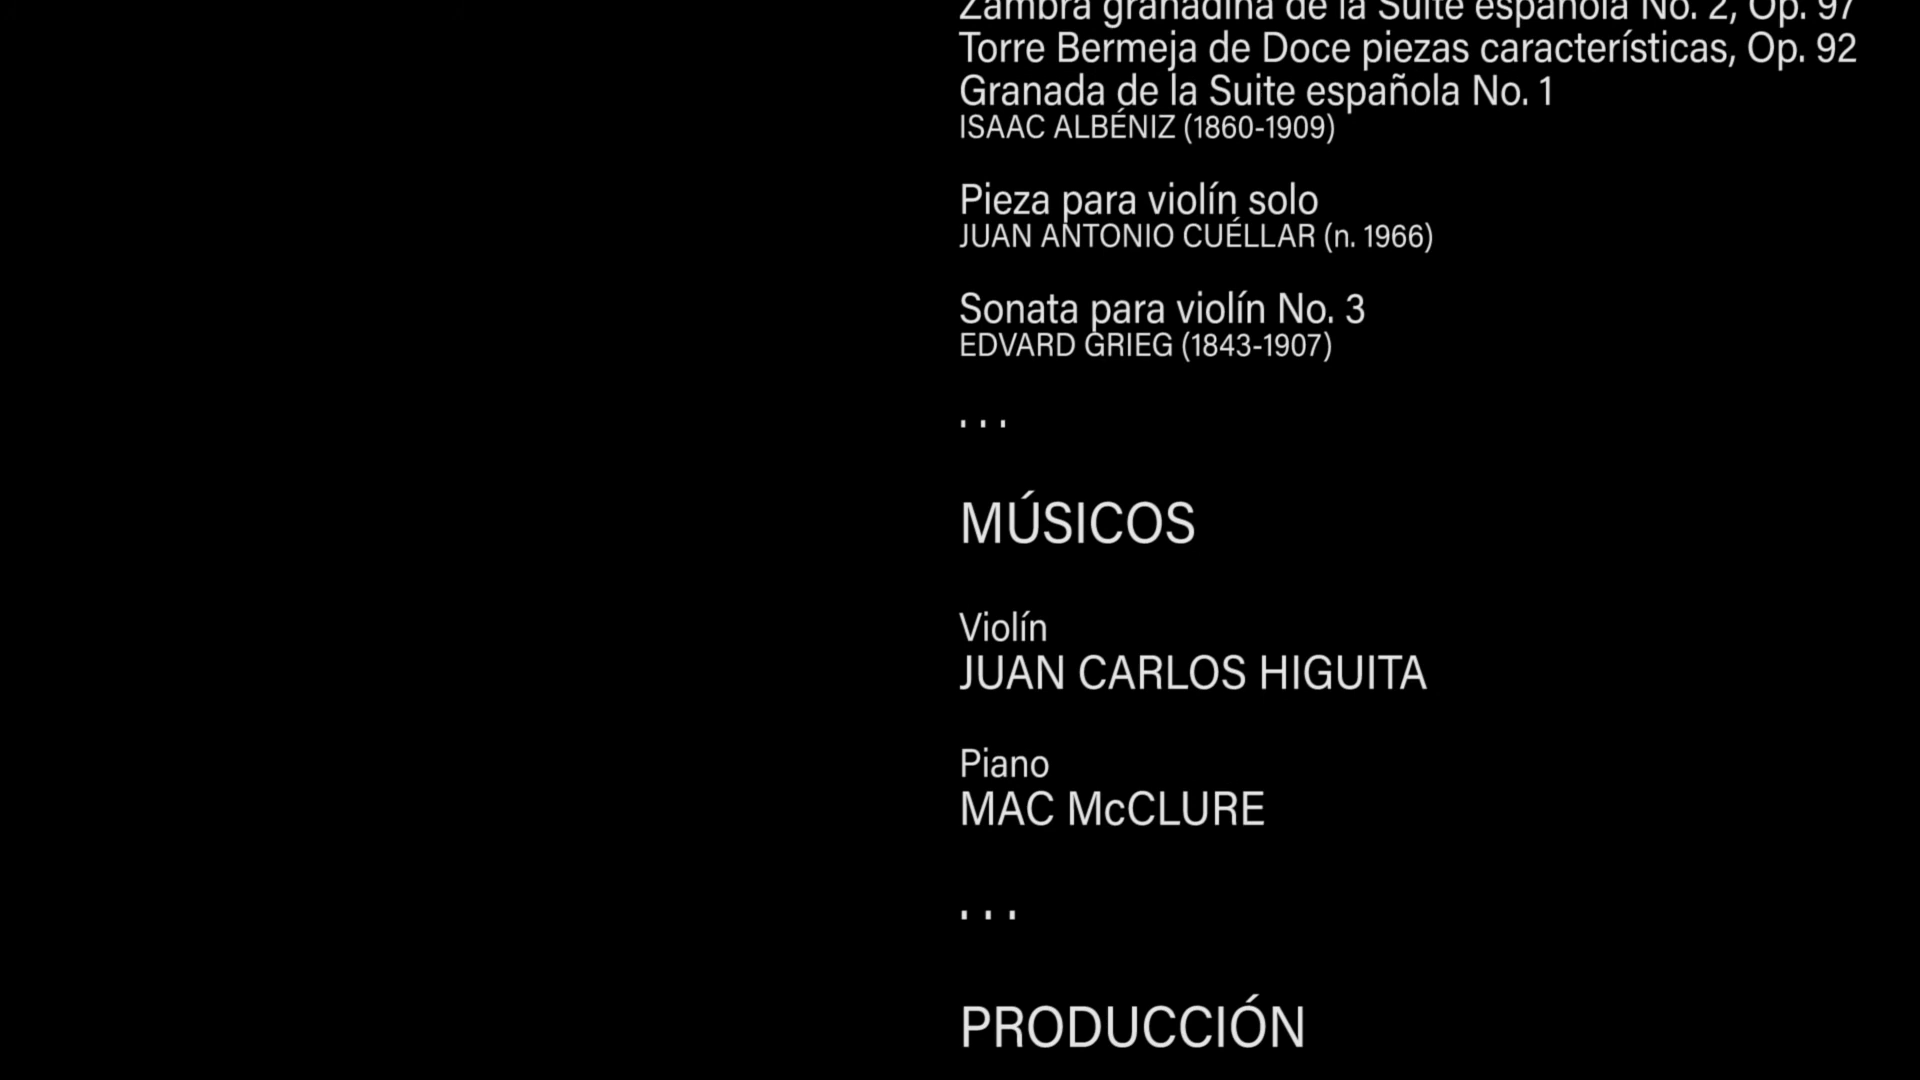 Zambra granadina de la Suite española No. 2, Op. 97
Torre Bermeja de Doce piezas características, Op. 92
Granada de la Suite española No. 1
ISAAC ALBÉNIZ (1860-1909)
Pieza para violín solo
JUAN ANTONIO CUÉLLAR (n. 1966)
Sonata para violín No. 3
EDVARD GRIEG (1843-1907)
. . .
MÚSICOS
Violín
JUAN CARLOS HIGUITA
Piano
MAC McCLURE
. . .
PRODUCCIÓN